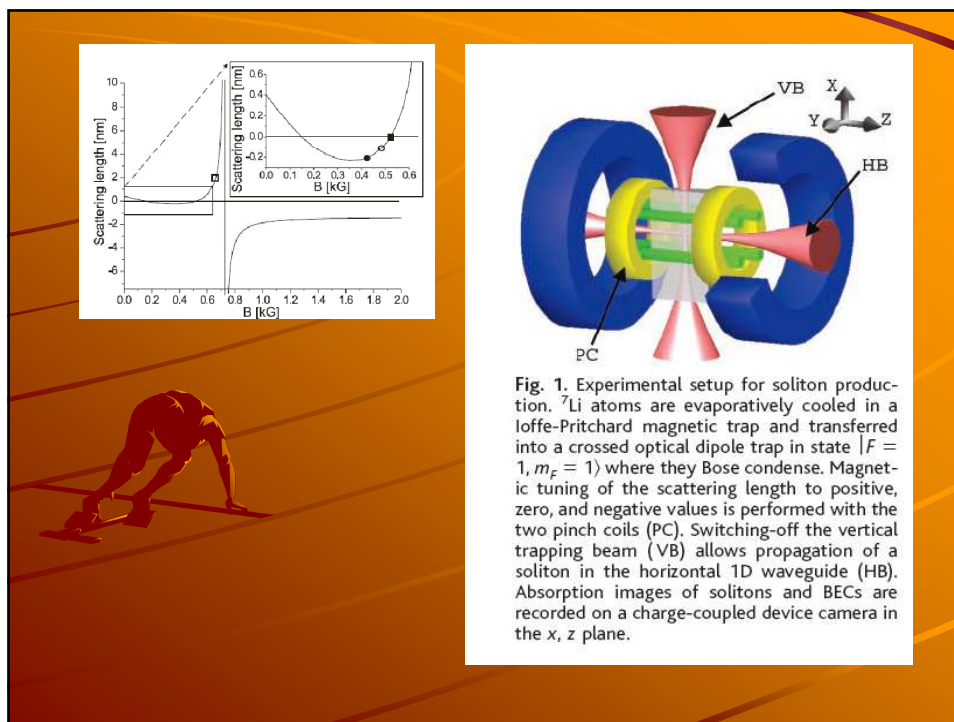 Scattering length [nm]
10
8
6
4
2
0
-2
-4
-6
0.0 0.4 0.6 0.8 1.0 1.2 1.4 1.6 1.8 2.0
B [kG]
Scattering length [nm]
0.6
0.4
0.2
0.0
-0.2
0.0 0.1 0.2 0.3 0.4 0.5 0.6
B [kG]
VB
X
Y
Z
HB
PC
Fig. 1. Experimental setup for soliton produc-
tion. ⁷Li atoms are evaporatively cooled in a
Ioffe-Pritchard magnetic trap and transferred
into a crossed optical dipole trap in state |F =
1, m_F = 1⟩ where they Bose condense. Magnet-
ic tuning of the scattering length to positive,
zero, and negative values is performed with the
two pinch coils (PC). Switching-off the vertical
trapping beam (VB) allows propagation of a
soliton in the horizontal 1D waveguide (HB).
Absorption images of solitons and BECs are
recorded on a charge-coupled device camera in
the x, z plane.